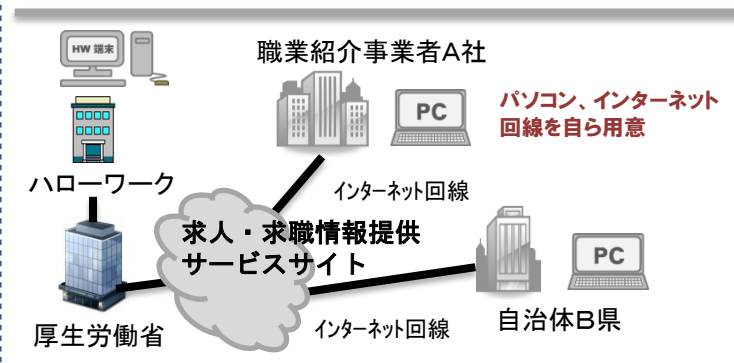 HW 端末
職業紹介事業者A社
PC
パソコン、インターネット
回線を自ら用意
ハローワーク
インターネット回線
求人・求職情報提供
サービスサイト
PC
厚生労働省
インターネット回線
自治体B県